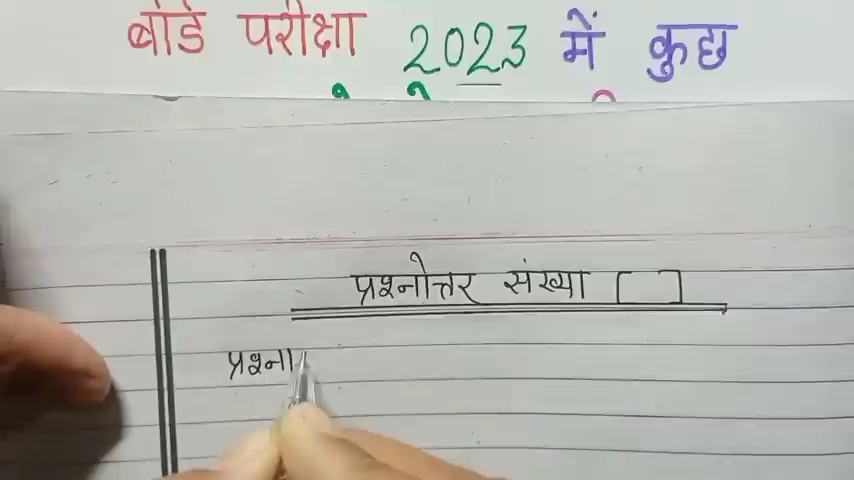 बोर्ड परीक्षा 2023 में कुछ
प्रश्नोत्तर संख्या [ ]
प्रश्ना